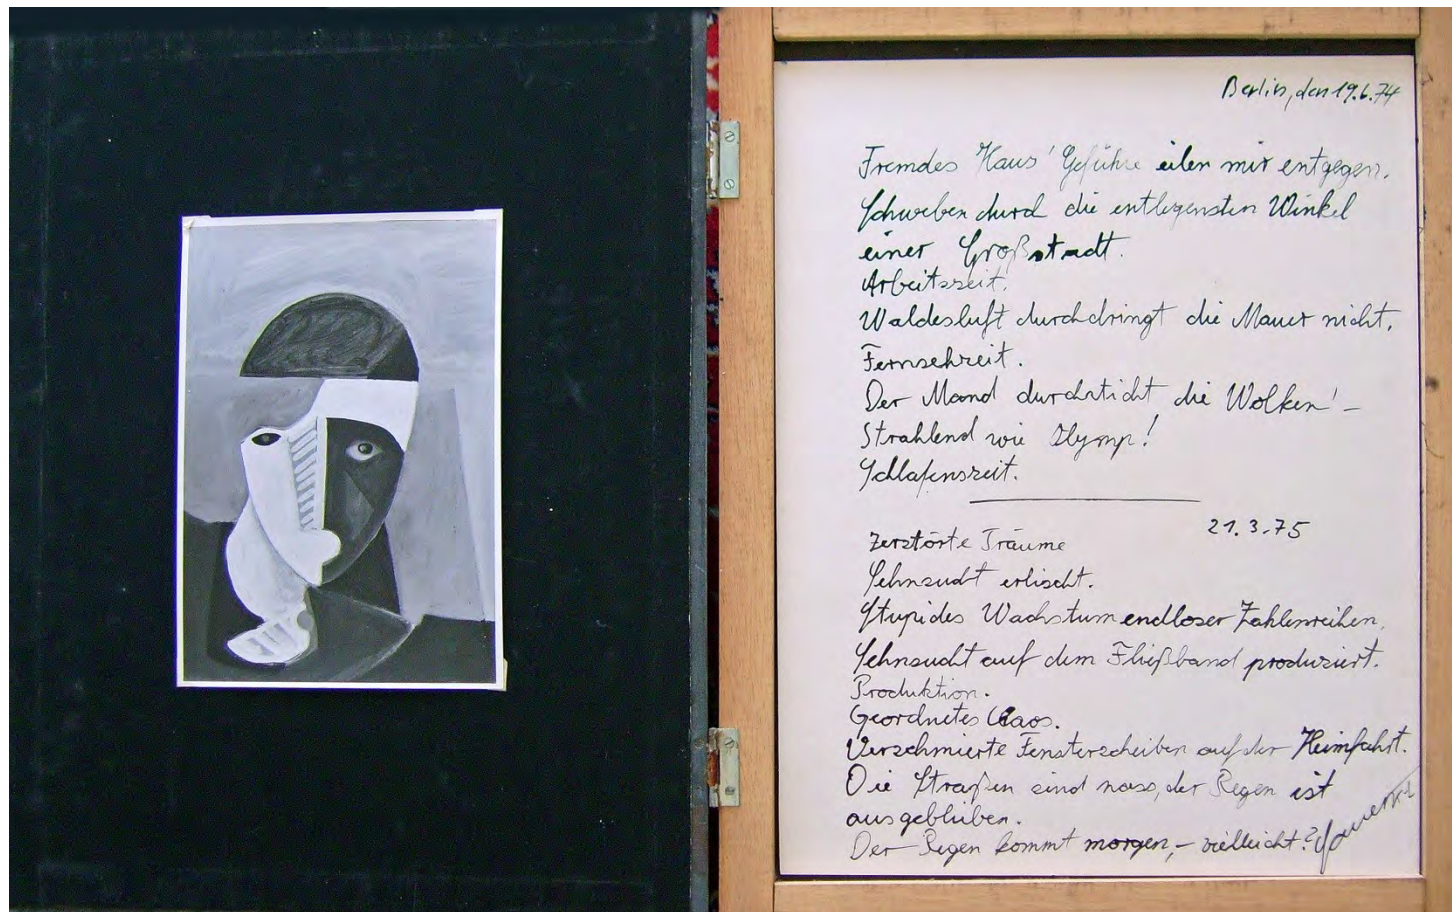 Berlin, den 19.6.74
Fremdes Haus' Gefühle eilen mir entgegen.
Schweben durch die entlegensten Winkel
einer Großstadt.
Arbeitszeit.
Waldesluft durchdringt die Mauer nicht.
Fernsehzeit.
Der Mond durchsticht die Wolken' –
Strahlend wie Olymp!
Schlafenszeit.
21.3.75
Zerstörte Träume
Sehnsucht erlischt.
Stupides Wachstum endloser Zahlenreihen,
Sehnsucht auf dem Fließband produziert.
Produktion.
Geordnetes Chaos.
Verschmierte Fensterscheiben auf der Heimfahrt.
Die Straßen sind nass, der Regen ist
ausgeblieben.
Der Regen kommt morgen, – vielleicht?